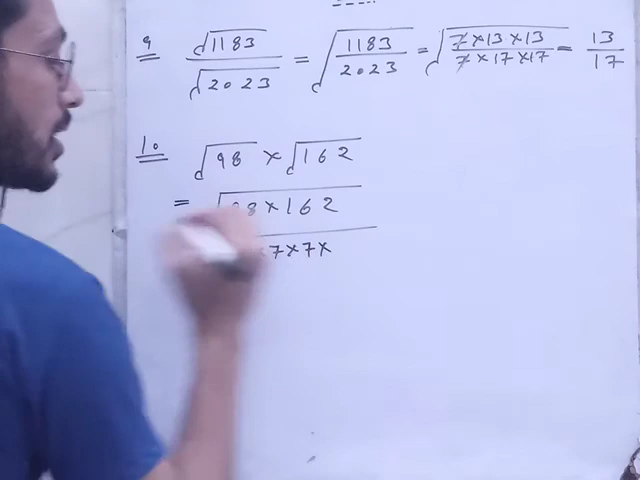 9 √1183 / √2023 = √(1183 / 2023) = √(7×13×13 / 7×17×17) = 13 / 17
10 √98 × √162
= √98×162
×7×7×